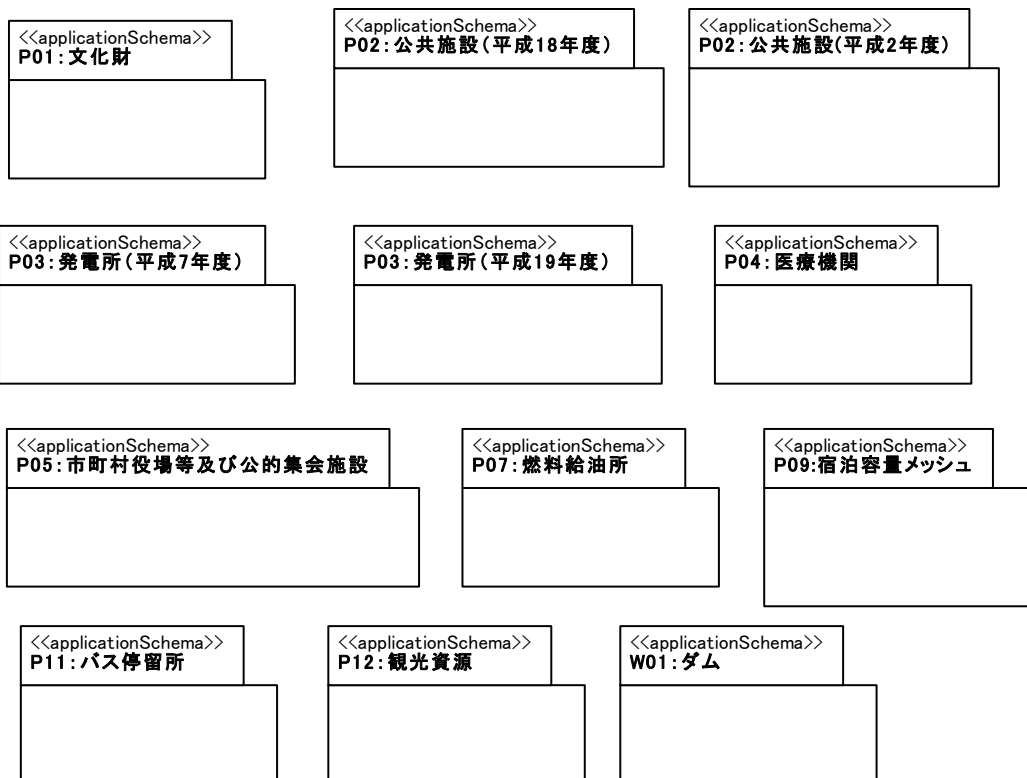 <<applicationSchema>>
P01:文化財
<<applicationSchema>>
P02:公共施設(平成18年度)
<<applicationSchema>>
P02:公共施設(平成2年度)
<<applicationSchema>>
P03:発電所(平成7年度)
<<applicationSchema>>
P03:発電所(平成19年度)
<<applicationSchema>>
P04:医療機関
<<applicationSchema>>
P05:市町村役場等及び公的集会施設
<<applicationSchema>>
P07:燃料給油所
<<applicationSchema>>
P09:宿泊容量メッシュ
<<applicationSchema>>
P11:バス停留所
<<applicationSchema>>
P12:観光資源
<<applicationSchema>>
W01:ダム